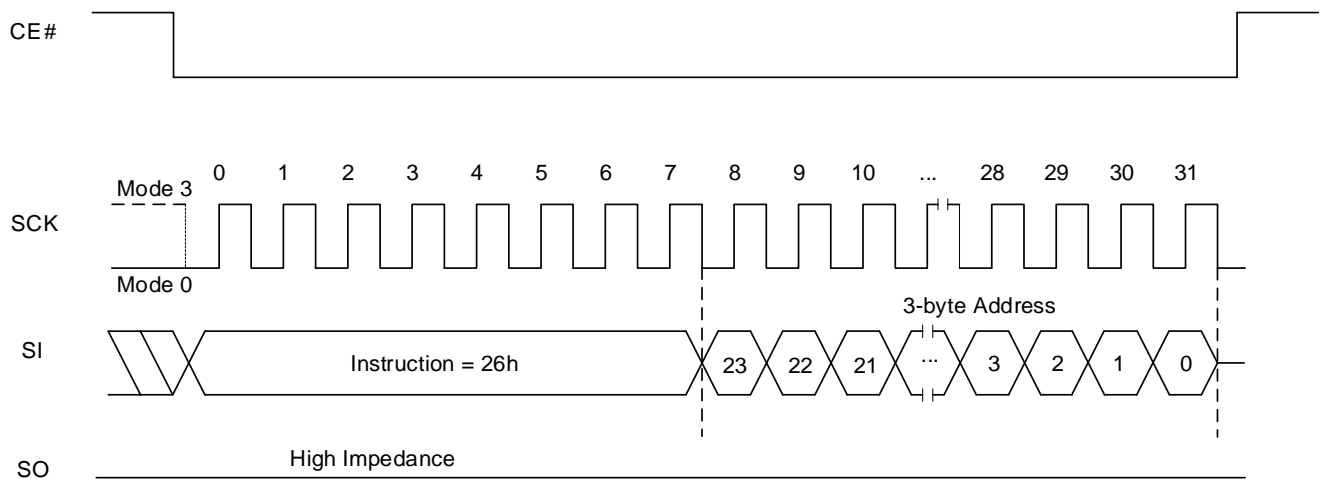 CE#
0 1 2 3 4 5 6 7 8 9 10 ... 28 29 30 31
Mode 3
SCK
Mode 0
3-byte Address
SI
Instruction = 26h 23 22 21 ... 3 2 1 0
High Impedance
SO